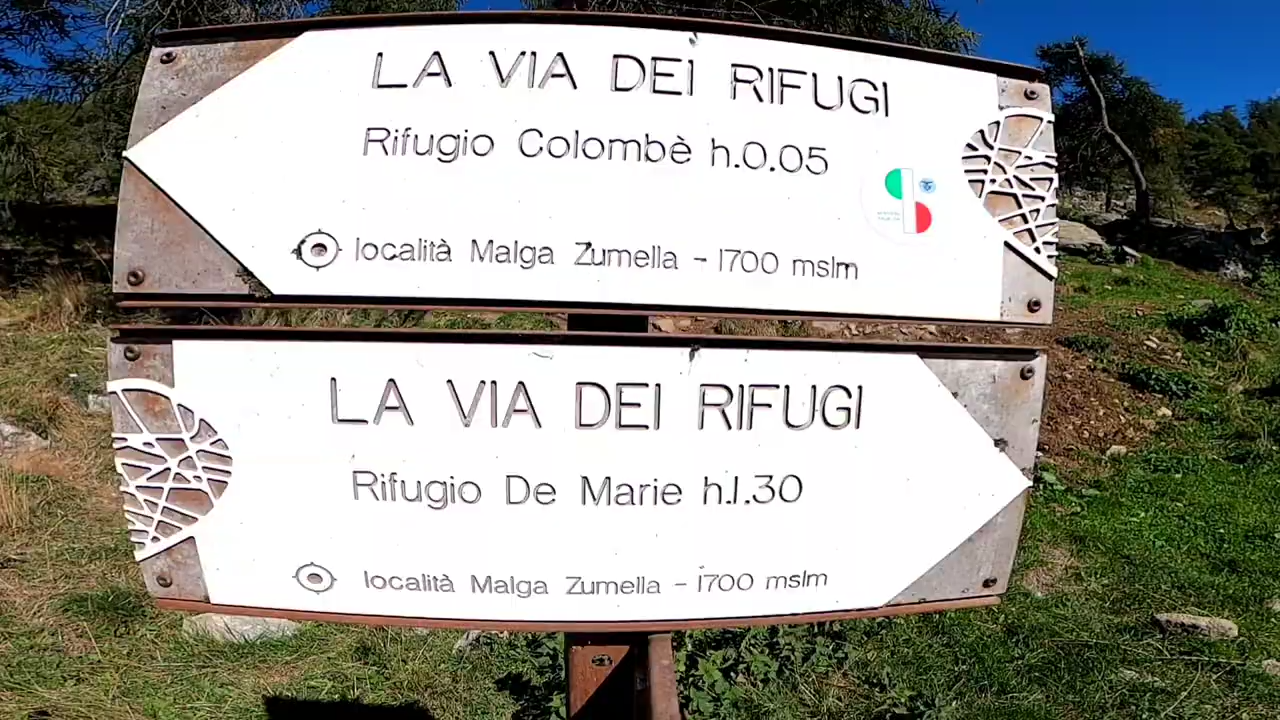 LA VIA DEI RIFUGI
Rifugio Colombè h.0.05
località Malga Zumella - 1700 mslm
LA VIA DEI RIFUGI
Rifugio De Marie h.1.30
località Malga Zumella - 1700 mslm